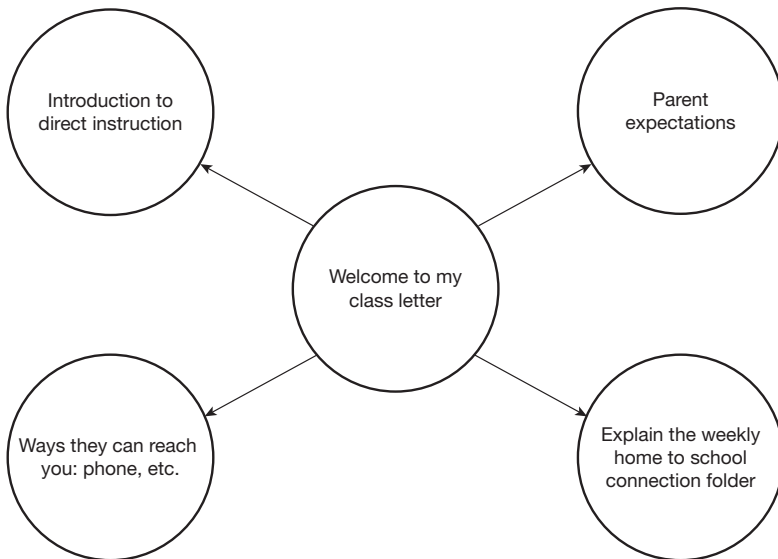 Introduction to
direct instruction
Parent
expectations
Welcome to my
class letter
Ways they can reach
you: phone, etc.
Explain the weekly
home to school
connection folder